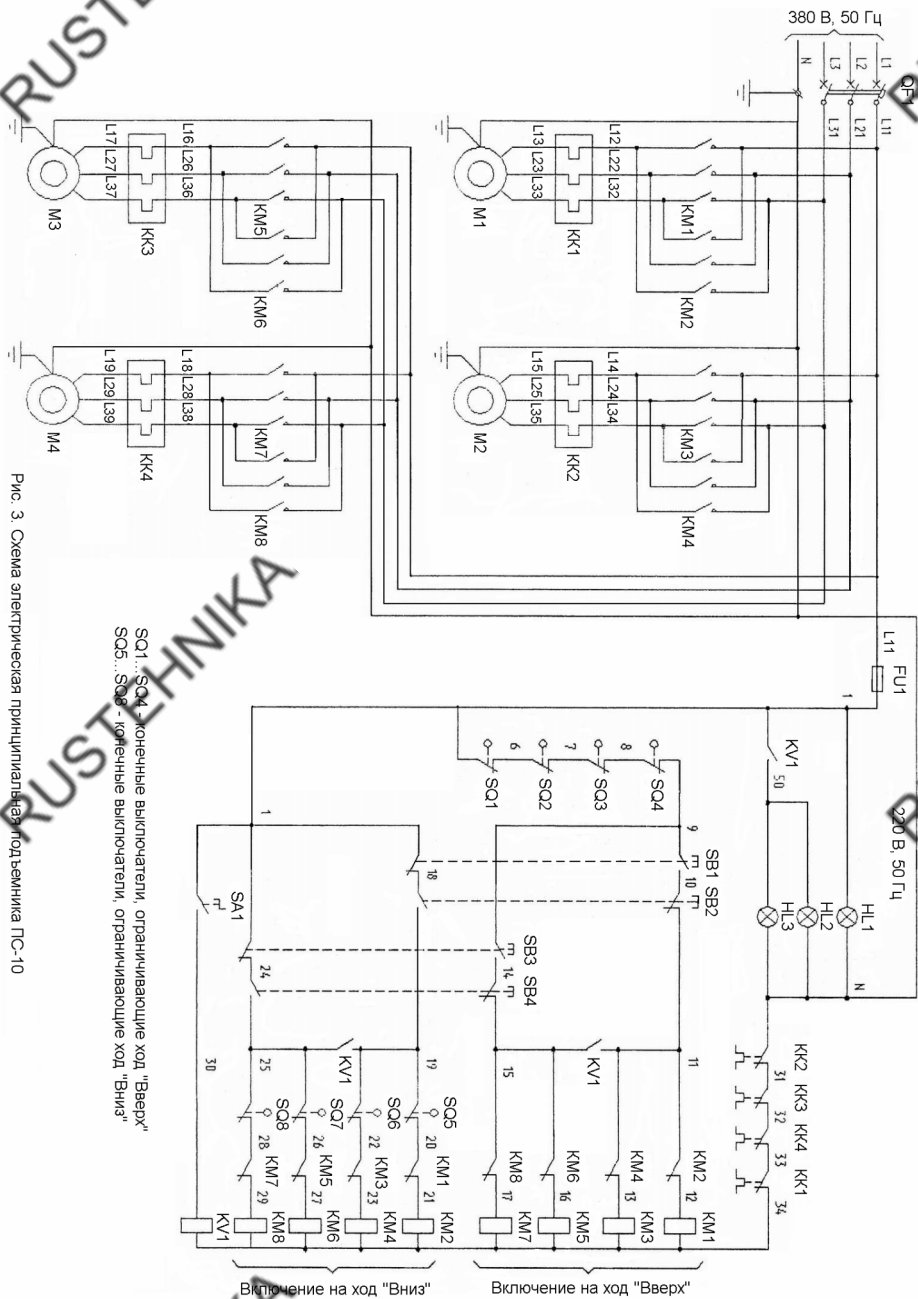 380 В, 50 Гц
L1
L2
L3
N
QF1
L11
L21
L31
L12
L22
L32
L13
L23
L33
KM1
KM2
KK1
M1
L14
L24
L34
L15
L25
L35
KM3
KM4
KK2
M2
L16
L26
L36
L17
L27
L37
KM5
KM6
KK3
M3
L18
L28
L38
L19
L29
L39
KM7
KM8
KK4
M4
L11
FU1
1
220 В, 50 Гц
KV1
50
HL1
HL2
HL3
N
KK2
31
KK3
32
KK4
33
KK1
34
SQ1
6
SQ2
7
SQ3
8
SQ4
9
SB1
10
SB2
11
KM2
12
KM1
KM4
13
KM3
KV1
KM6
16
KM5
SB3
14
SB4
15
KM8
17
KM7
1
18
19
SQ5
20
KM1
21
KM2
SQ6
22
KM3
23
KM4
KV1
SQ7
26
KM5
27
KM6
24
25
SQ8
28
KM7
29
KM8
SA1
30
KV1
Включение на ход "Вверх"
Включение на ход "Вниз"
SQ1...SQ4 - конечные выключатели, ограничивающие ход "Вверх"
SQ5...SQ8 - конечные выключатели, ограничивающие ход "Вниз"
Рис. 3. Схема электрическая принципиальная подъемника ПС-10
RUSTEHNIKA
RUSTEHNIKA